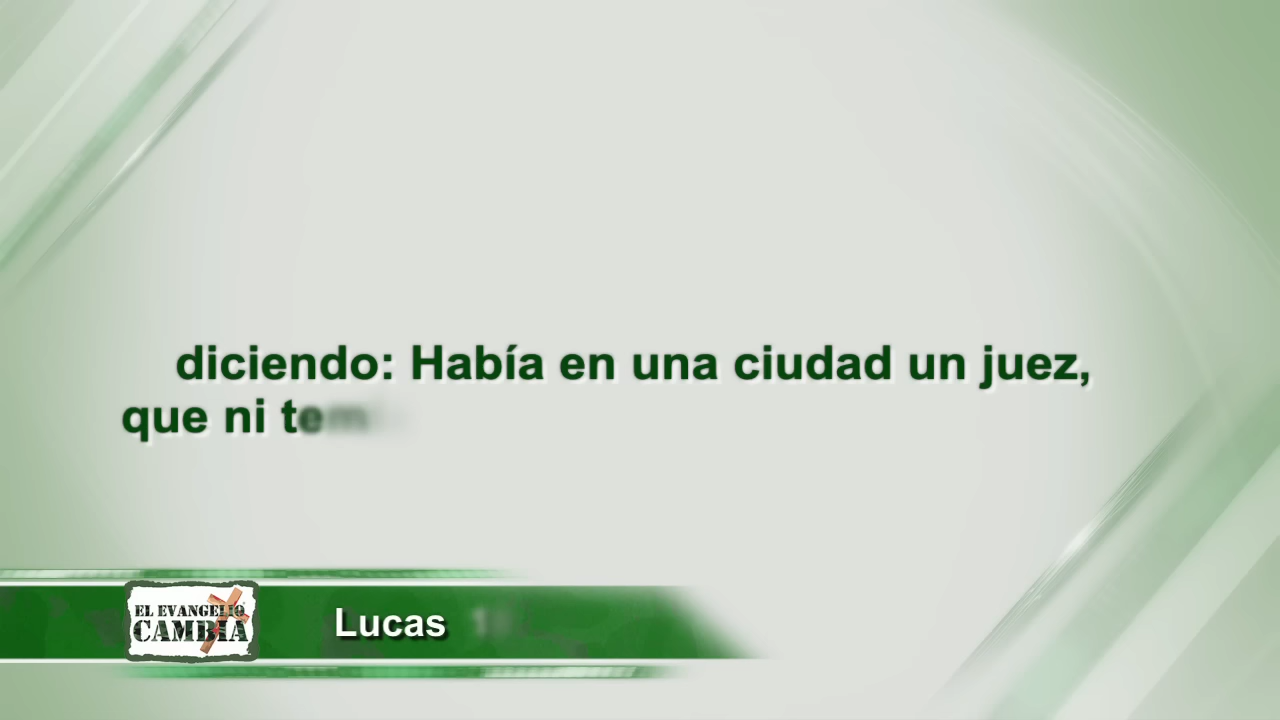 diciendo: Había en una ciudad un juez,
que ni
EL EVANGELIO
CAMBIA
Lucas